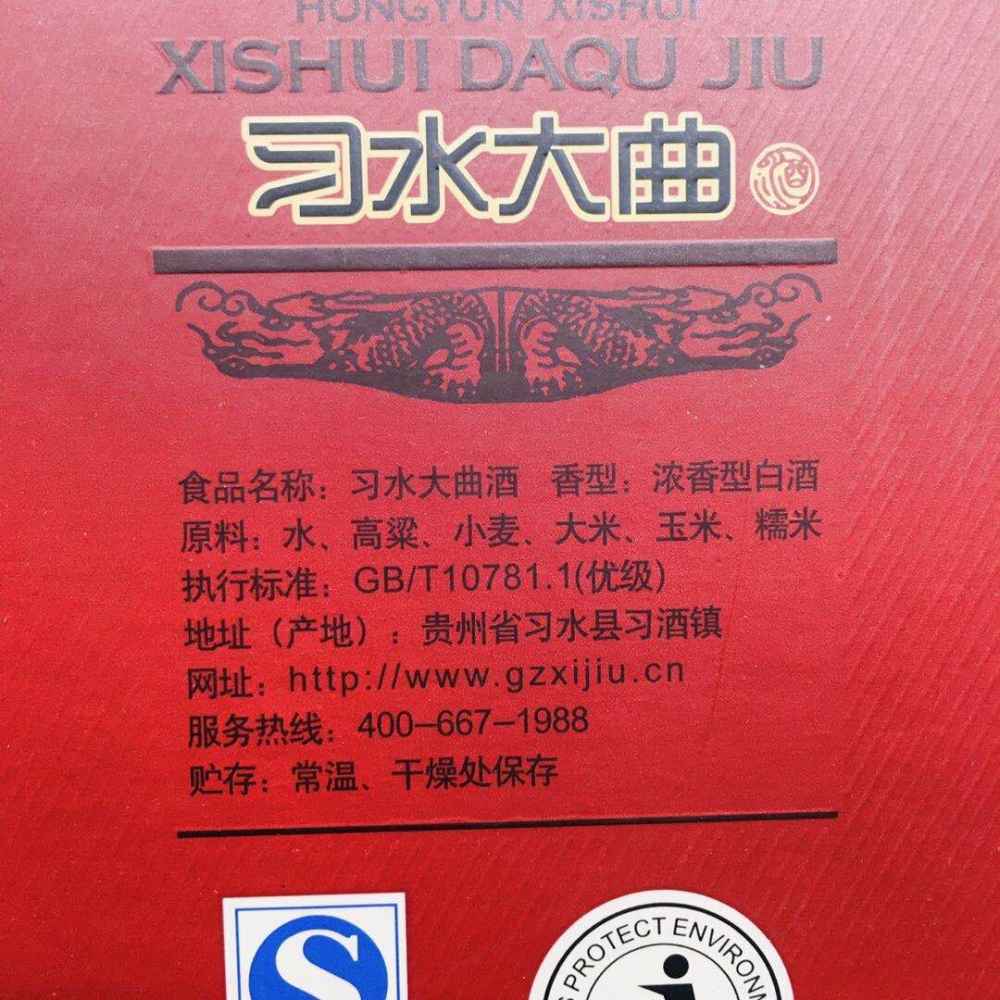 HONGYUN XISHUI
XISHUI DAQU JIU
习水大曲
食品名称：习水大曲酒 香型：浓香型白酒
原料：水、高粱、小麦、大米、玉米、糯米
执行标准：GB/T10781.1(优级)
地址（产地）：贵州省习水县习酒镇
网址：http://www.gzxijiu.cn
服务热线：400–667–1988
贮存：常温、干燥处保存
S
PROTECT